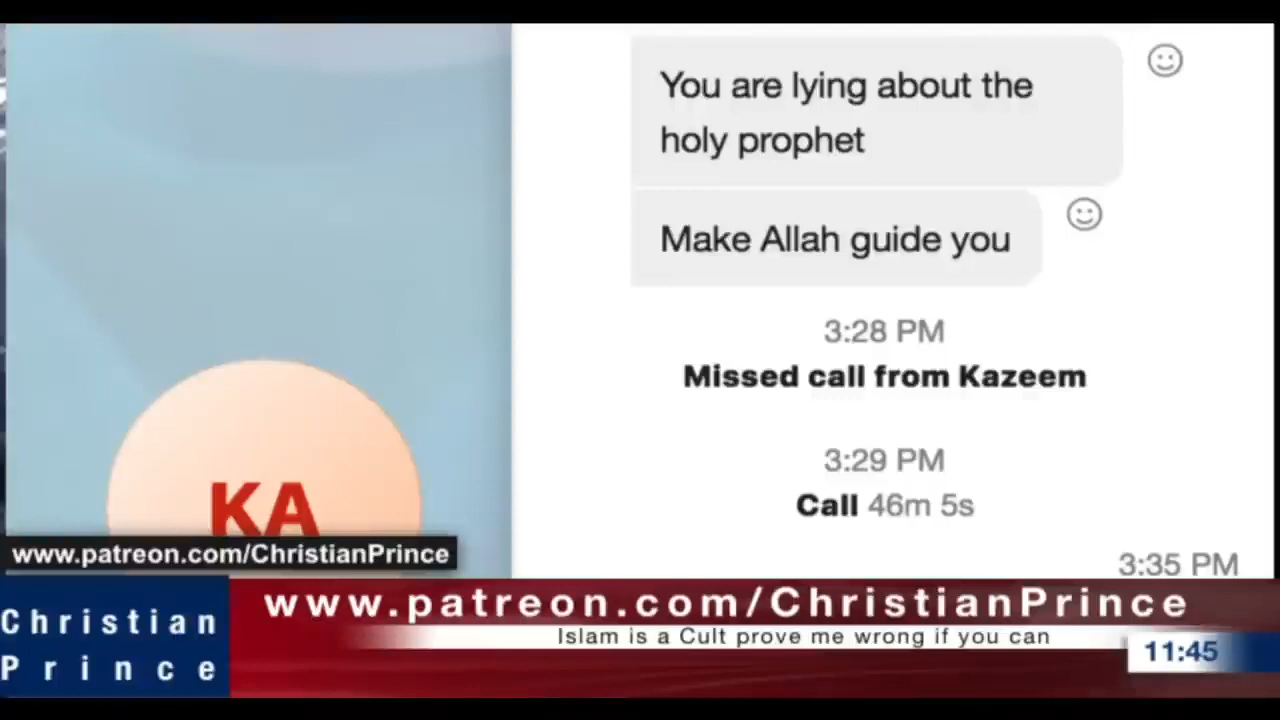 You are lying about the
holy prophet
Make Allah guide you
3:28 PM
Missed call from Kazeem
3:29 PM
Call 46m 5s
3:35 PM
KA
www.patreon.com/ChristianPrince
www.patreon.com/ChristianPrince
Islam is a Cult prove me wrong if you can
Christian
Prince
11:45